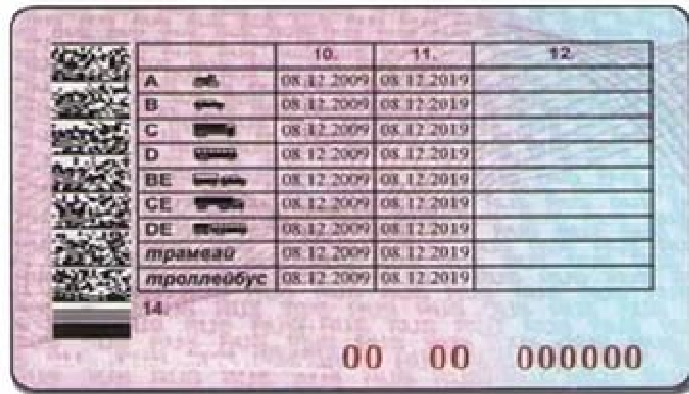 10. 11. 12.
A 08.12.2009 08.12.2019
B 08.12.2009 08.12.2019
C 08.12.2009 08.12.2019
D 08.12.2009 08.12.2019
BE 08.12.2009 08.12.2019
CE 08.12.2009 08.12.2019
DE 08.12.2009 08.12.2019
трамвай 08.12.2009 08.12.2019
троллейбус 08.12.2009 08.12.2019
14.
00 00 000000